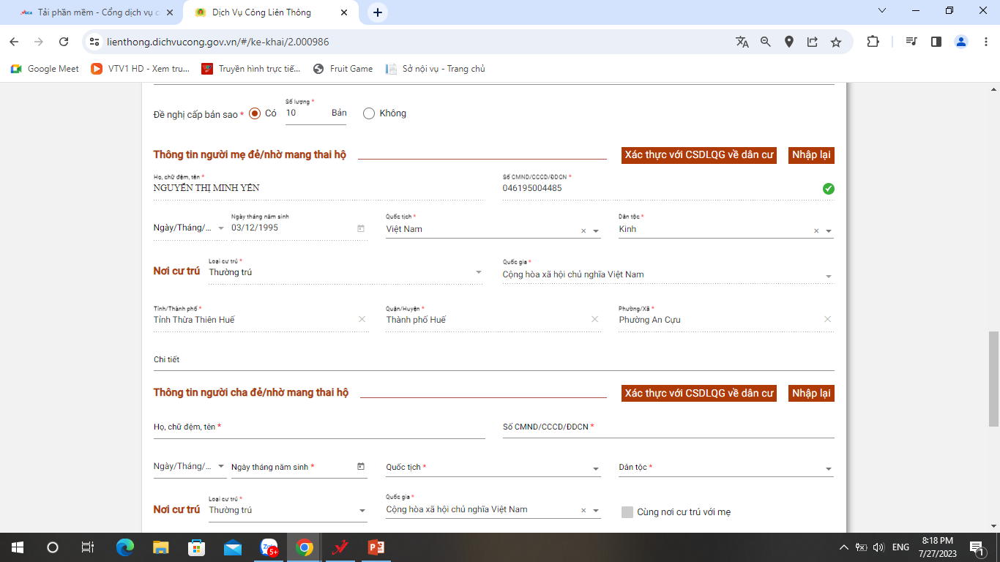 Tải phần mềm - Cổng dịch vụ c
Dịch Vụ Công Liên Thông
lienthong.dichvucong.gov.vn/#/ke-khai/2.000986
Google Meet
VTV1 HD - Xem tru...
Truyền hình trực tiế...
Fruit Game
Sở nội vụ - Trang chủ
Đề nghị cấp bản sao * Có
Số lượng *
10 Bản
Không
Thông tin người mẹ đẻ/nhờ mang thai hộ
Xác thực với CSDLQG về dân cư
Nhập lại
Họ, chữ đệm, tên *
NGUYỄN THỊ MINH YẾN
Số CMND/CCCD/ĐDCN *
046195004485
Ngày/Tháng/...
Ngày tháng năm sinh
03/12/1995
Quốc tịch *
Việt Nam
Dân tộc *
Kinh
Nơi cư trú
Loại cư trú *
Thường trú
Quốc gia *
Cộng hòa xã hội chủ nghĩa Việt Nam
Tỉnh/Thành phố *
Tỉnh Thừa Thiên Huế
Quận/Huyện *
Thành phố Huế
Phường/Xã *
Phường An Cựu
Chi tiết
Thông tin người cha đẻ/nhờ mang thai hộ
Xác thực với CSDLQG về dân cư
Nhập lại
Họ, chữ đệm, tên *
Số CMND/CCCD/ĐDCN *
Ngày/Tháng/...
Ngày tháng năm sinh *
Quốc tịch *
Dân tộc *
Nơi cư trú
Loại cư trú *
Thường trú
Quốc gia *
Cộng hòa xã hội chủ nghĩa Việt Nam
Cùng nơi cư trú với mẹ
5+
ENG
8:18 PM
7/27/2023
1